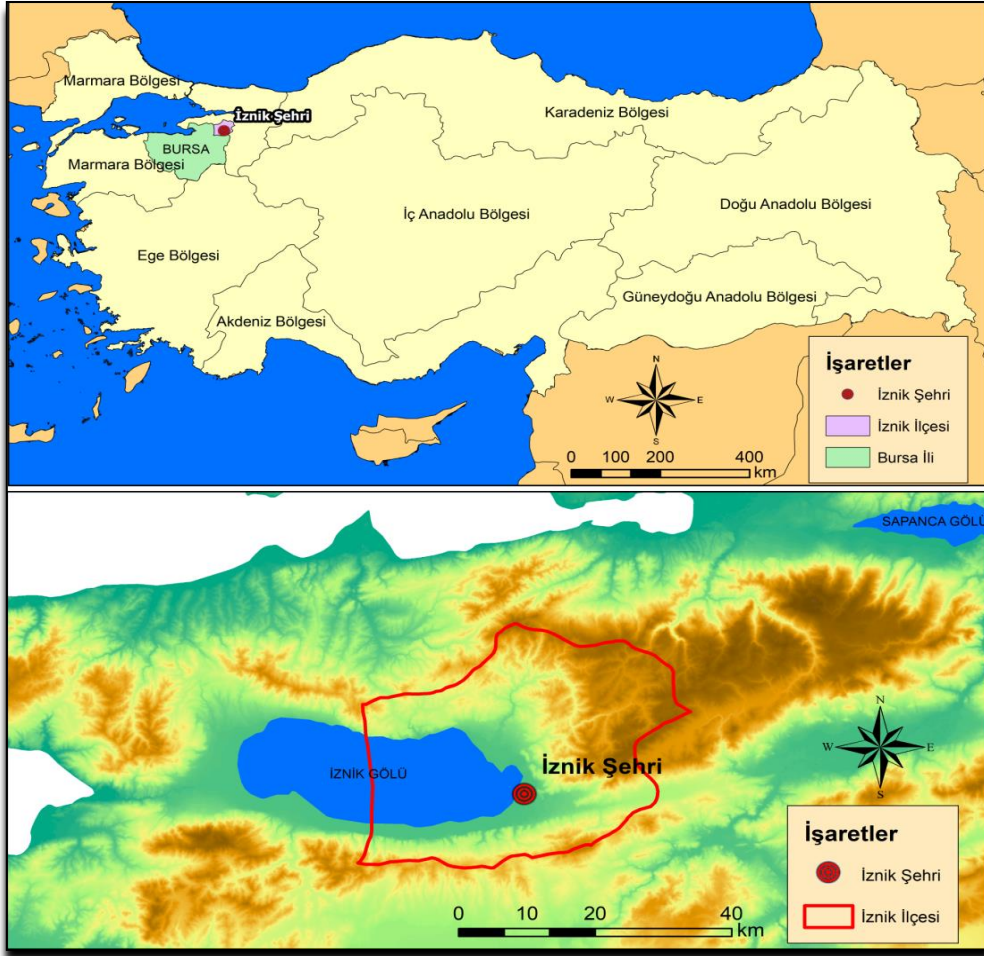 Marmara Bölgesi
İznik Şehri
Karadeniz Bölgesi
BURSA
Marmara Bölgesi
Doğu Anadolu Bölgesi
İç Anadolu Bölgesi
Ege Bölgesi
Güneydoğu Anadolu Bölgesi
Akdeniz Bölgesi
N
W E
S
0 100 200 400
km
İşaretler
İznik Şehri
İznik İlçesi
Bursa İli
SAPANCA GÖLÜ
N
W E
S
İznik Şehri
İZNİK GÖLÜ
0 10 20 40
km
İşaretler
İznik Şehri
İznik İlçesi